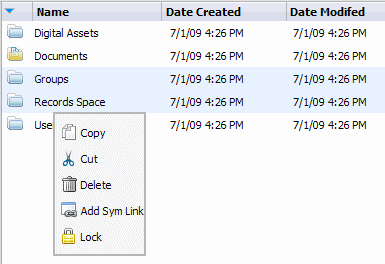 Name Date Created Date Modifed
Digital Assets 7/1/09 4:26 PM 7/1/09 4:26 PM
Documents 7/1/09 4:26 PM 7/1/09 4:26 PM
Groups 7/1/09 4:26 PM 7/1/09 4:26 PM
Records Space 7/1/09 4:26 PM 7/1/09 4:26 PM
Use 7/1/09 4:26 PM 7/1/09 4:26 PM
Copy
Cut
Delete
Add Sym Link
Lock